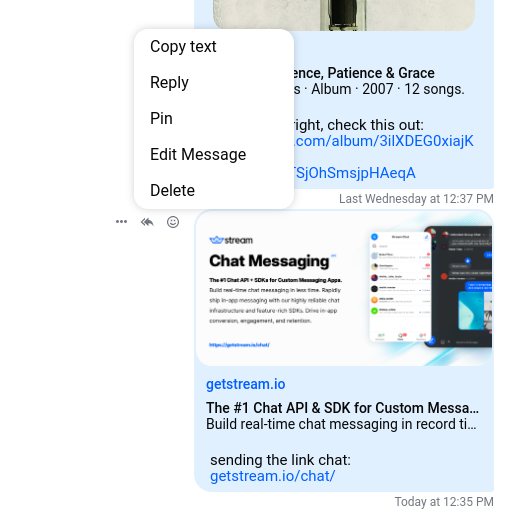 Copy text
Reply
Pin
Edit Message
Delete
ence, Patience & Grace
s · Album · 2007 · 12 songs.
right, check this out:
.com/album/3iIXDEG0xiajK
TSjOhSmsjpHAeqA
Last Wednesday at 12:37 PM
stream
Chat Messaging
The #1 Chat API + SDKs for Custom Messaging Apps.
Build real-time chat messaging in less time. Rapidly
ship in-app messaging with our highly reliable chat
infrastructure and feature-rich SDKs. Drive in-app
conversion, engagement, and retention.
https://getstream.io/chat/
Stream Chat
getstream.io
The #1 Chat API & SDK for Custom Messa...
Build real-time chat messaging in record ti...
sending the link chat:
getstream.io/chat/
Today at 12:35 PM